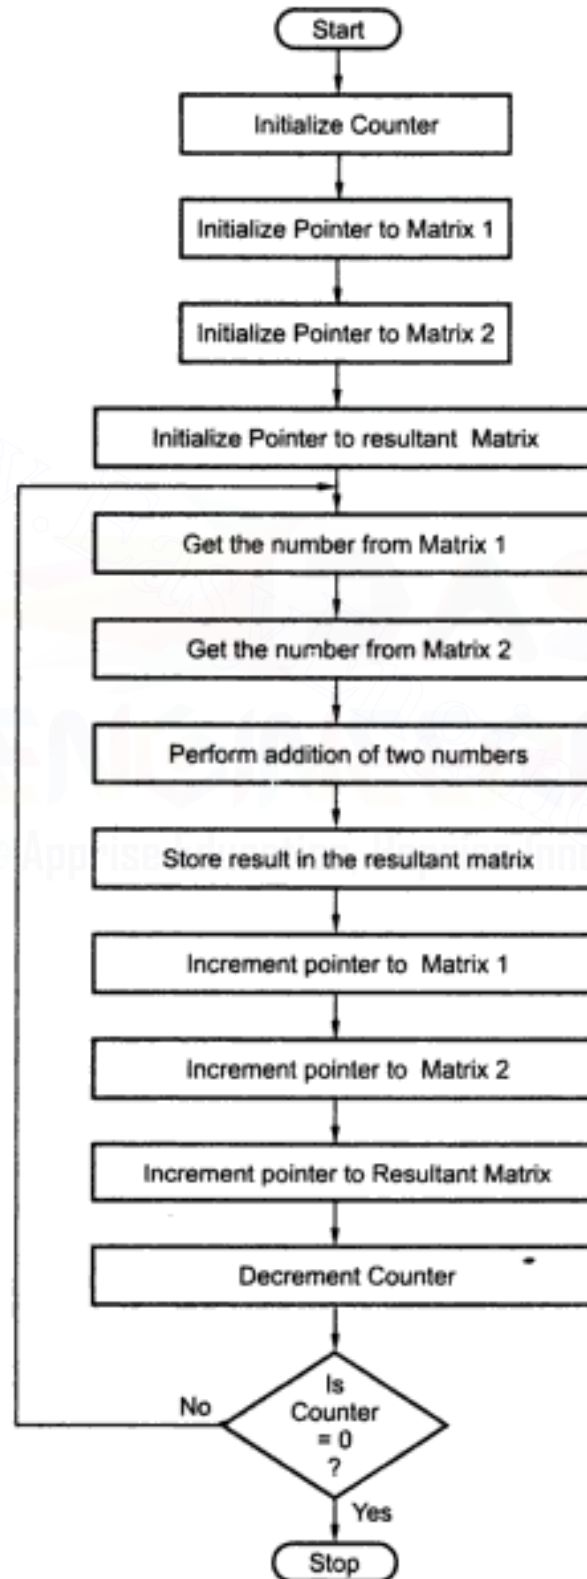 Start
Initialize Counter
Initialize Pointer to Matrix 1
Initialize Pointer to Matrix 2
Initialize Pointer to resultant Matrix
Get the number from Matrix 1
Get the number from Matrix 2
Perform addition of two numbers
Store result in the resultant matrix
Increment pointer to Matrix 1
Increment pointer to Matrix 2
Increment pointer to Resultant Matrix
Decrement Counter
Is
Counter
= 0
?
No
Yes
Stop